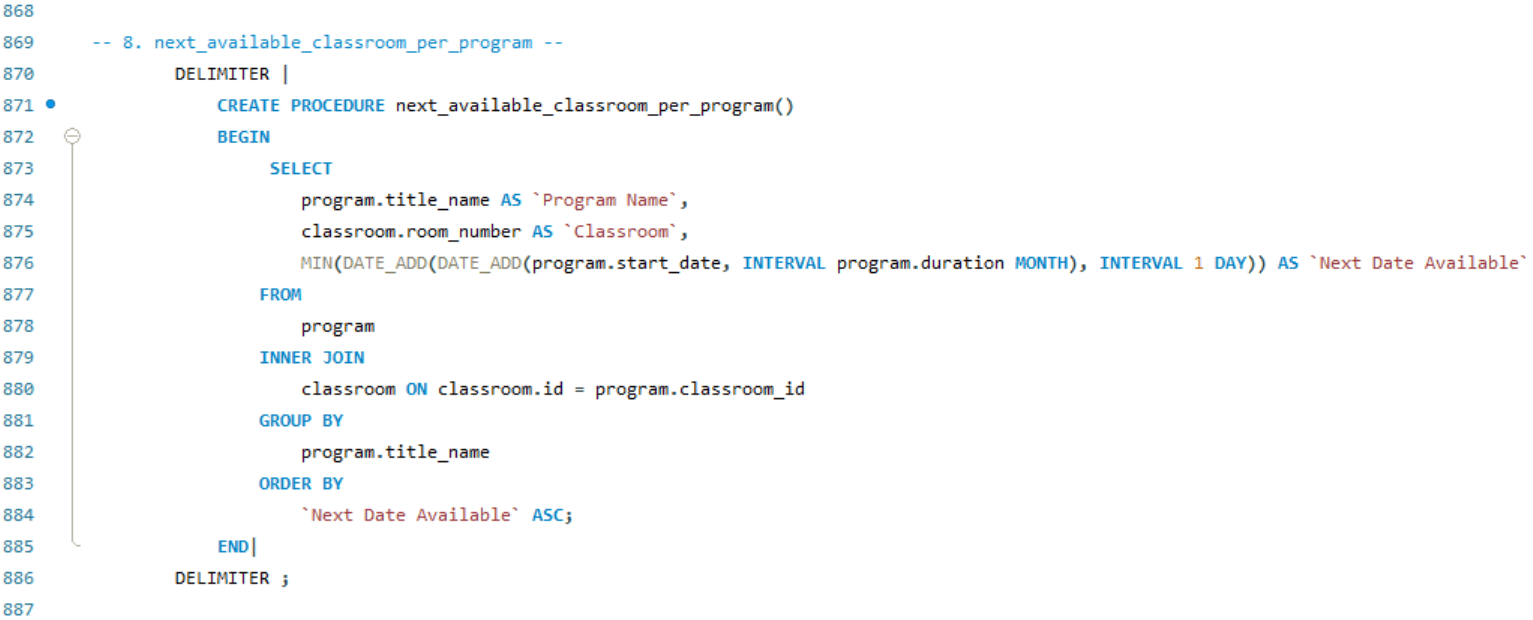 868
869 -- 8. next_available_classroom_per_program --
870 DELIMITER |
871 CREATE PROCEDURE next_available_classroom_per_program()
872 BEGIN
873 SELECT
874 program.title_name AS `Program Name`,
875 classroom.room_number AS `Classroom`,
876 MIN(DATE_ADD(DATE_ADD(program.start_date, INTERVAL program.duration MONTH), INTERVAL 1 DAY)) AS `Next Date Available`
877 FROM
878 program
879 INNER JOIN
880 classroom ON classroom.id = program.classroom_id
881 GROUP BY
882 program.title_name
883 ORDER BY
884 `Next Date Available` ASC;
885 END|
886 DELIMITER ;
887